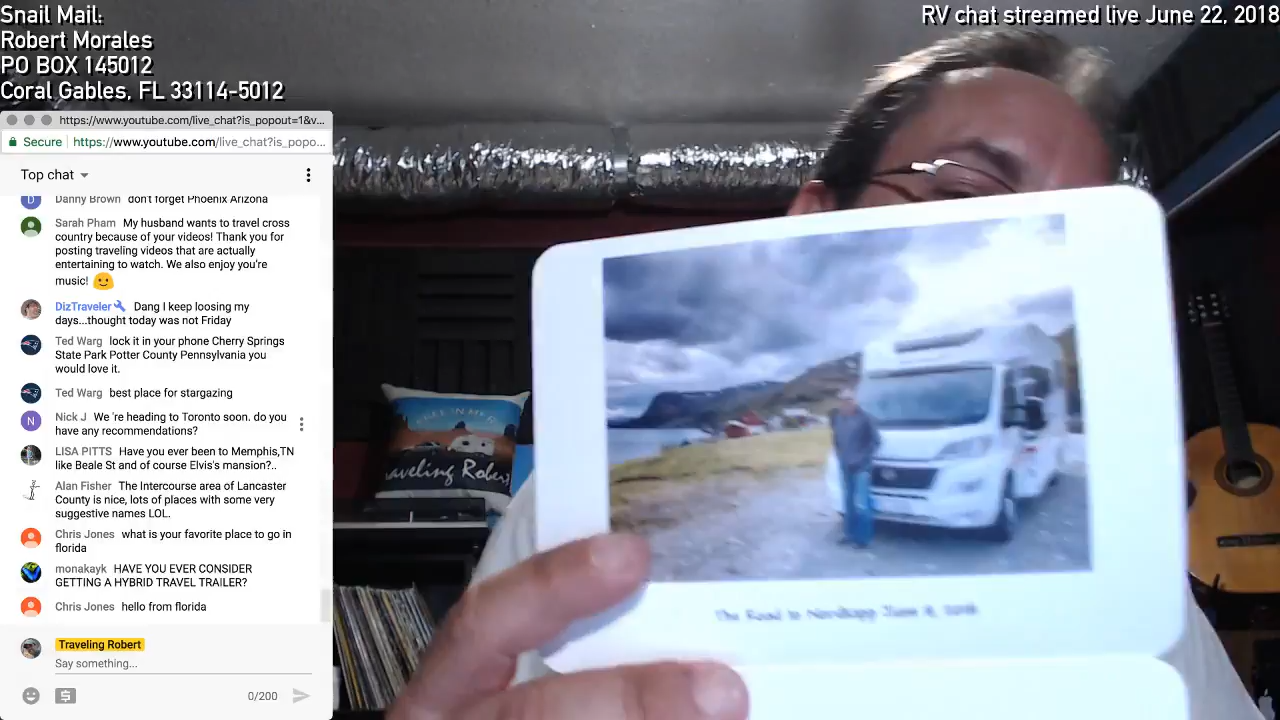 Snail Mail:
Robert Morales
PO BOX 145012
Coral Gables, FL 33114-5012
RV chat streamed live June 22, 2018
https://www.youtube.com/live_chat?is_popout=1&v...
Secure
https://www.youtube.com/live_chat?is_popo...
Top chat
Danny Brown don't forget Phoenix Arizona
Sarah Pham My husband wants to travel cross
country because of your videos! Thank you for
posting traveling videos that are actually
entertaining to watch. We also enjoy you're
music!
DizTraveler Dang I keep loosing my
days...thought today was not Friday
Ted Warg lock it in your phone Cherry Springs
State Park Potter County Pennsylvania you
would love it.
Ted Warg best place for stargazing
Nick J We 're heading to Toronto soon. do you
have any recommendations?
LISA PITTS Have you ever been to Memphis,TN
like Beale St and of course Elvis's mansion?..
Alan Fisher The Intercourse area of Lancaster
County is nice, lots of places with some very
suggestive names LOL.
Chris Jones what is your favorite place to go in
florida
monakayk HAVE YOU EVER CONSIDER
GETTING A HYBRID TRAVEL TRAILER?
Chris Jones hello from florida
Traveling Robert
Say something...
0/200
The Road to Nordkapp June 8, 2018